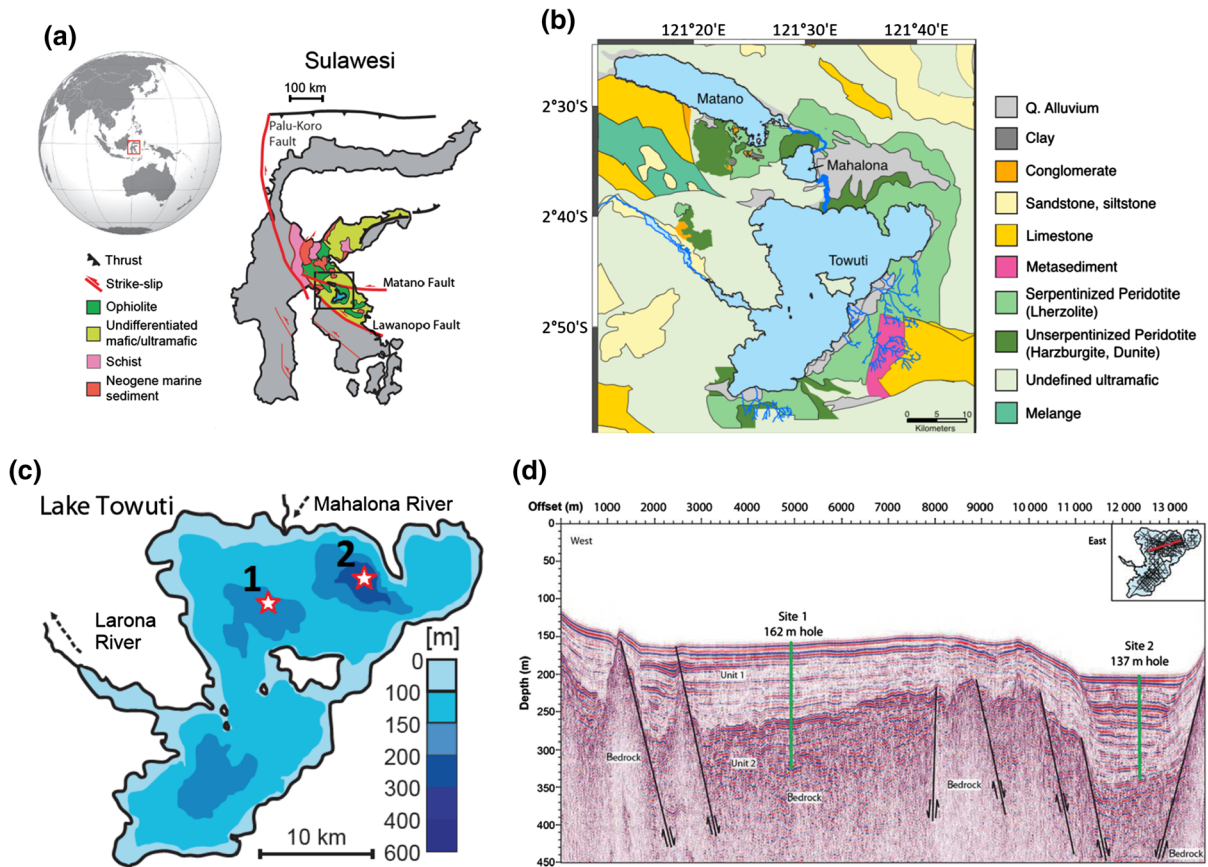 (a)
Sulawesi
100 km
Palu-Koro
Fault
Matano Fault
Lawanopo Fault
Thrust
Strike-slip
Ophiolite
Undifferentiated
mafic/ultramafic
Schist
Neogene marine
sediment
(b)
121°20'E 121°30'E 121°40'E
2°30'S
2°40'S
2°50'S
Matano
Mahalona
Towuti
0 5 10
Kilometers
Q. Alluvium
Clay
Conglomerate
Sandstone, siltstone
Limestone
Metasediment
Serpentinized Peridotite
(Lherzolite)
Unserpentinized Peridotite
(Harzburgite, Dunite)
Undefined ultramafic
Melange
(c)
Lake Towuti
Mahalona River
1
2
Larona
River
[m]
0
100
150
200
300
400
600
10 km
(d)
Offset (m) 1000 2000 3000 4000 5000 6000 7000 8000 9000 10 000 11 000 12 000 13 000
0
50
100
150
200
250
300
350
400
450
Depth (m)
West
East
Site 1
162 m hole
Site 2
137 m hole
Unit 1
Unit 2
Bedrock
Bedrock
Bedrock
Bedrock